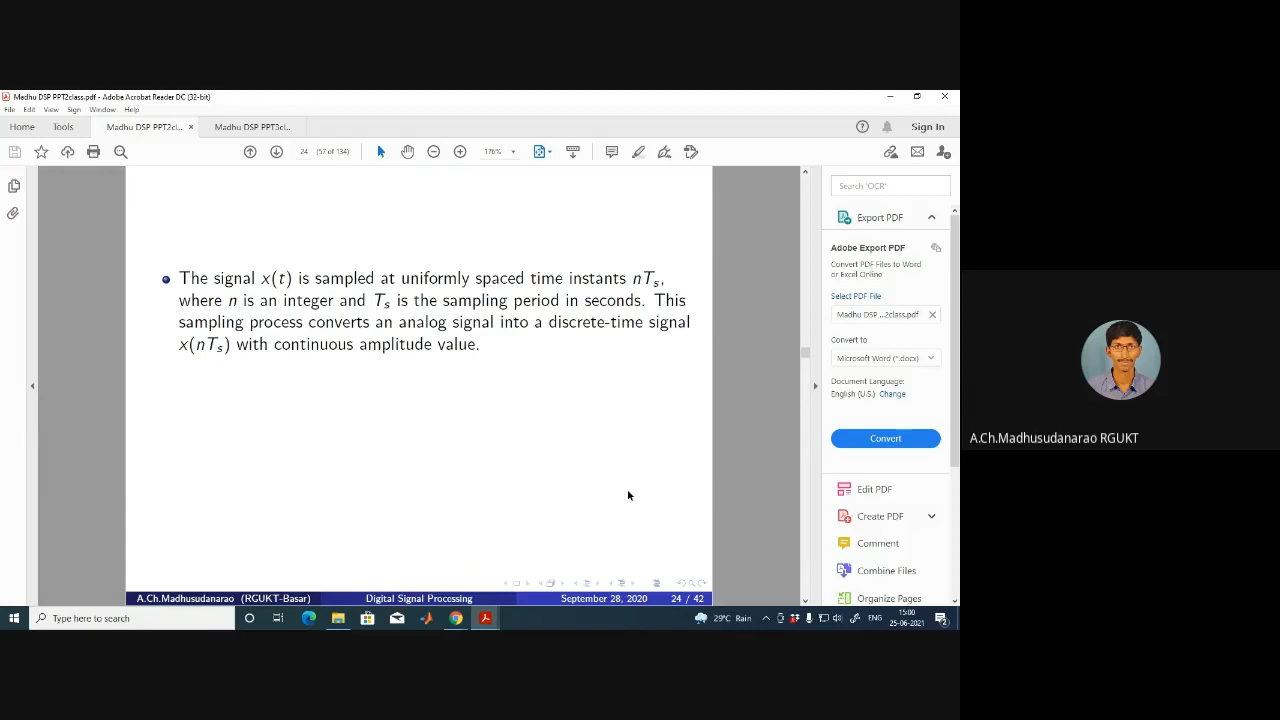 Madhu DSP PPT2class.pdf - Adobe Acrobat Reader DC (32-bit)
File Edit View Sign Window Help
Home Tools Madhu DSP PPT2cl... × Madhu DSP PPT3cl... Sign In
24 (57 of 134) 176%
Search 'OCR'
Export PDF
Adobe Export PDF
Convert PDF Files to Word
or Excel Online
Select PDF File
Madhu DSP ...2class.pdf
Convert to
Microsoft Word (*.docx)
Document Language:
English (U.S.) Change
Convert
Edit PDF
Create PDF
Comment
Combine Files
Organize Pages
The signal x(t) is sampled at uniformly spaced time instants nTs,
where n is an integer and Ts is the sampling period in seconds. This
sampling process converts an analog signal into a discrete-time signal
x(nTs) with continuous amplitude value.
A.Ch.Madhusudanarao (RGUKT-Basar) Digital Signal Processing September 28, 2020 24 / 42
Type here to search 29°C Rain ENG 15:00
25-06-2021
2
A.Ch.Madhusudanarao RGUKT